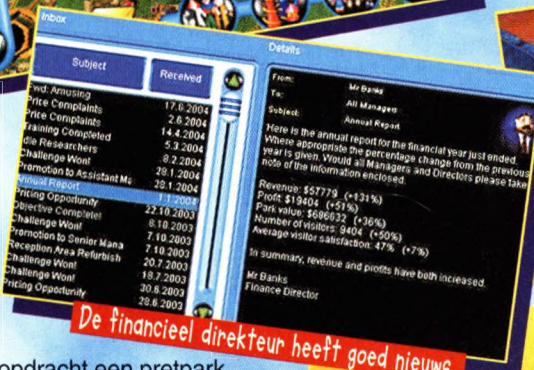 Inbox
Details
Subject
Received
Fwd: Amusing
Price Complaints 17.6.2004
Price Complaints 2.6.2004
Training Completed 14.4.2004
Idle Researchers 5.3.2004
Challenge Won! 8.2.2004
Promotion to Assistant Ma 28.1.2004
Annual Report 1.1.2004
Pricing Opportunity
Objective Complete! 22.10.2003
Challenge Won! 8.10.2003
Promotion to Senior Mana 7.10.2003
Reception Area Refurbish 7.10.2003
Challenge Won! 20.7.2003
Challenge Won! 18.7.2003
Pricing Opportunity 30.6.2003
28.6.2003
From: Mr Banks
To: All Managers
Subject: Annual Report
Here is the annual report for the financial year just ended.
Where appropriate the percentage change from the previous
year is given. Would all Managers and Directors please take
note of the information enclosed.
Revenue: $57779 (+131%)
Profit: $19404 (+51%)
Park value: $686632 (+36%)
Number of visitors: 9404 (+50%)
Average visitor satisfaction: 47% (+7%)
In summary, revenue and profits have both increased.
Mr Banks
Finance Director
De financieel direkteur heeft goed nieuws
opdracht een pretpark